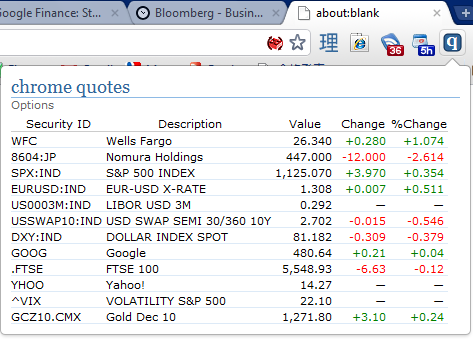 Google Finance: St...
Bloomberg - Busin...
about:blank
理
36
5h
q
chrome quotes
Options
Security ID Description Value Change %Change
WFC Wells Fargo 26.340 +0.280 +1.074
8604:JP Nomura Holdings 447.000 -12.000 -2.614
SPX:IND S&P 500 INDEX 1,125.070 +3.970 +0.354
EURUSD:IND EUR-USD X-RATE 1.308 +0.007 +0.511
US0003M:IND LIBOR USD 3M 0.292 — —
USSWAP10:IND USD SWAP SEMI 30/360 10Y 2.702 -0.015 -0.546
DXY:IND DOLLAR INDEX SPOT 81.182 -0.309 -0.379
GOOG Google 480.64 +0.21 +0.04
.FTSE FTSE 100 5,548.93 -6.63 -0.12
YHOO Yahoo! 14.27 — —
^VIX VOLATILITY S&P 500 22.10 — —
GCZ10.CMX Gold Dec 10 1,271.80 +3.10 +0.24